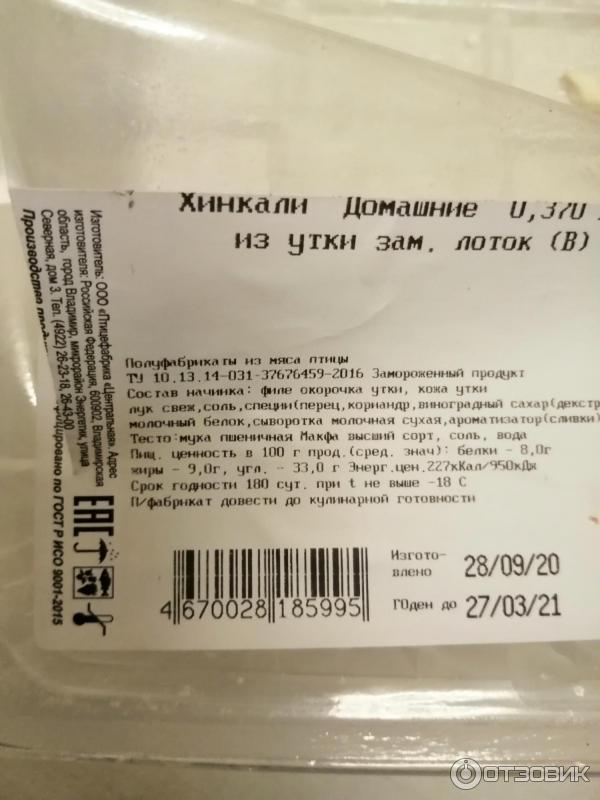 Хинкали Домашние 0,370
из утки зам. лоток (В)
Полуфабрикаты из мяса птицы
ТУ 10.13.14-031-37676459-2016 Замороженный продукт
Состав начинка: филе окорочка утки, кожа утки
лук свеж,соль,специи(перец,кориандр,виноградный сахар(декстр
молочный белок,сыворотка молочная сухая,ароматизатор(сливки)
Тесто:мука пшеничная Макфа высший сорт, соль, вода
Пищ. ценность в 100 г прод.(сред. знач): белки - 8,0г
жиры - 9,0г, угл. - 33,0 г Энерг.цен.227кКал/950кДж
Срок годности 180 сут. при t не выше -18 С
П/фабрикат довести до кулинарной готовности
Изгото-
влено 28/09/20
Годен до 27/03/21
4 670028 185995
Изготовитель: ООО «Птицефабрика «Центральная» Адрес
изготовителя: Российская Федерация, 600902, Владимирская
область, город Владимир, микрорайон Энергетик, улица
Северная, дом 3. Тел. (4922) 26-23-18, 26-43-00
Производство
по ГОСТ Р ИСО 9001-2015
ЕАС
ОТЗОВИК